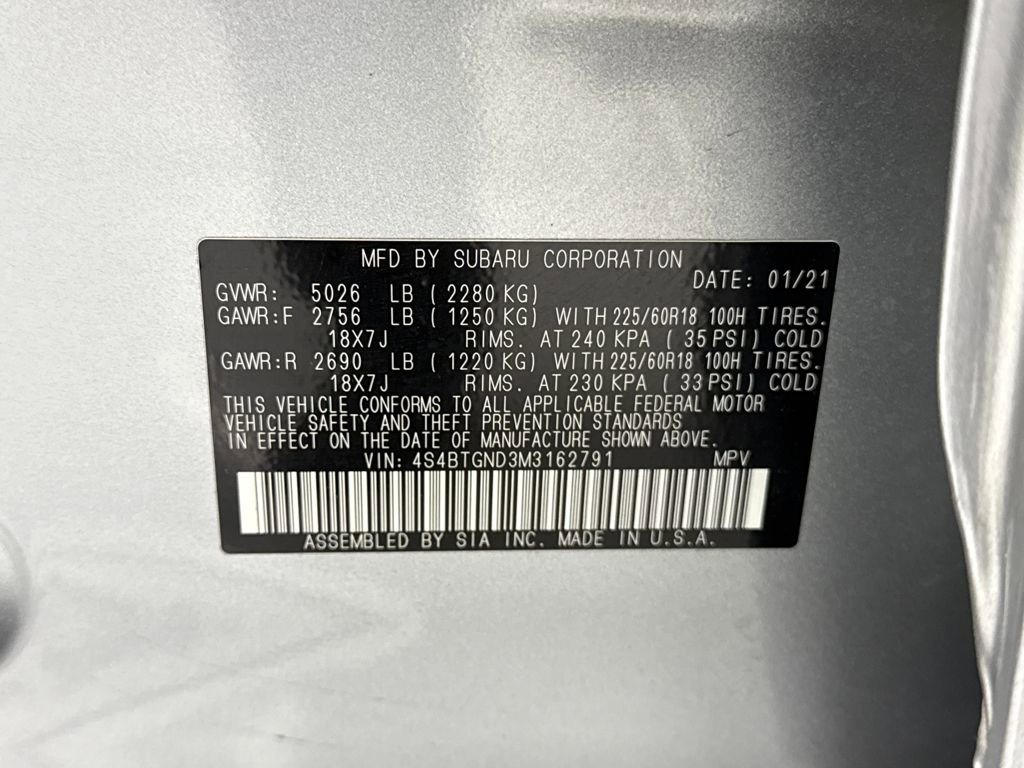 MFD BY SUBARU CORPORATION
DATE: 01/21
GVWR: 5026 LB ( 2280 KG)
GAWR:F 2756 LB ( 1250 KG) WITH 225/60R18 100H TIRES.
18X7J RIMS. AT 240 KPA ( 35 PSI) COLD
GAWR:R 2690 LB ( 1220 KG) WITH 225/60R18 100H TIRES.
18X7J RIMS. AT 230 KPA ( 33 PSI) COLD
THIS VEHICLE CONFORMS TO ALL APPLICABLE FEDERAL MOTOR
VEHICLE SAFETY AND THEFT PREVENTION STANDARDS
IN EFFECT ON THE DATE OF MANUFACTURE SHOWN ABOVE.
VIN: 4S4BTGND3M3162791 MPV
ASSEMBLED BY SIA INC. MADE IN U.S.A.